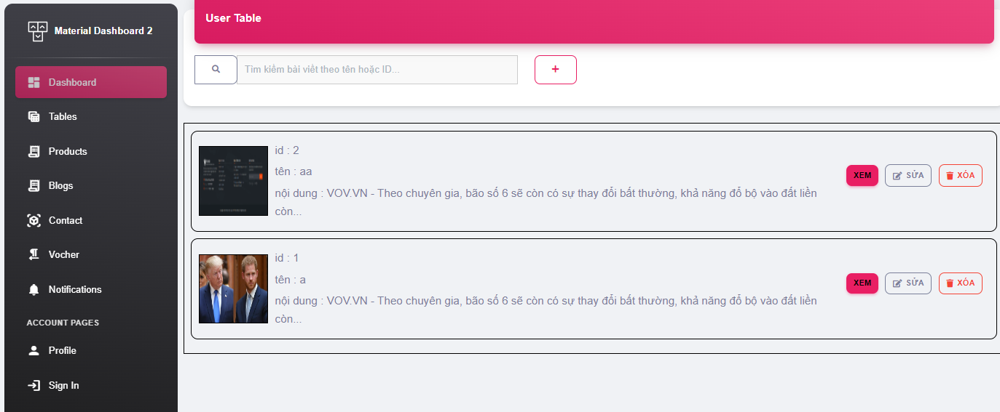 Material Dashboard 2
Dashboard
Tables
Products
Blogs
Contact
Vocher
Notifications
ACCOUNT PAGES
Profile
Sign In
User Table
Tìm kiếm bài viết theo tên hoặc ID...
+
id : 2
tên : aa
nội dung : VOV.VN - Theo chuyên gia, bão số 6 sẽ còn có sự thay đổi bất thường, khả năng đổ bộ vào đất liền
còn...
XEM SỬA XÓA
id : 1
tên : a
nội dung : VOV.VN - Theo chuyên gia, bão số 6 sẽ còn có sự thay đổi bất thường, khả năng đổ bộ vào đất liền
còn...
XEM SỬA XÓA